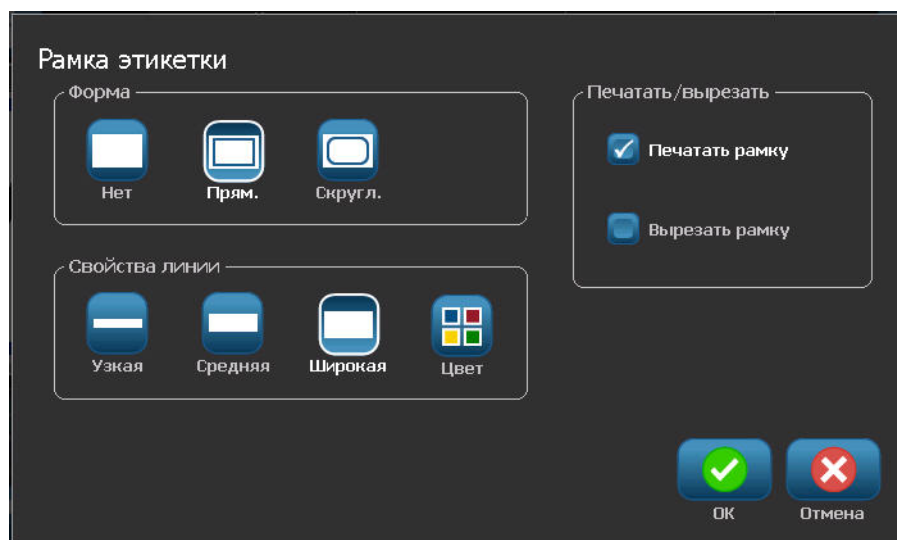 Рамка этикетки
Форма
Нет Прям. Скругл.
Свойства линии
Узкая Средняя Широкая Цвет
Печатать/вырезать
Печатать рамку
Вырезать рамку
ОК Отмена